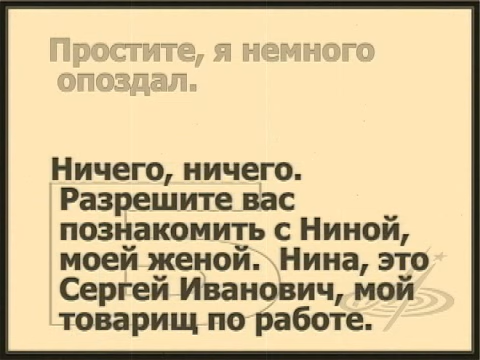 Простите, я немного
опоздал.
Ничего, ничего.
Разрешите вас
познакомить с Ниной,
моей женой. Нина, это
Сергей Иванович, мой
товарищ по работе.